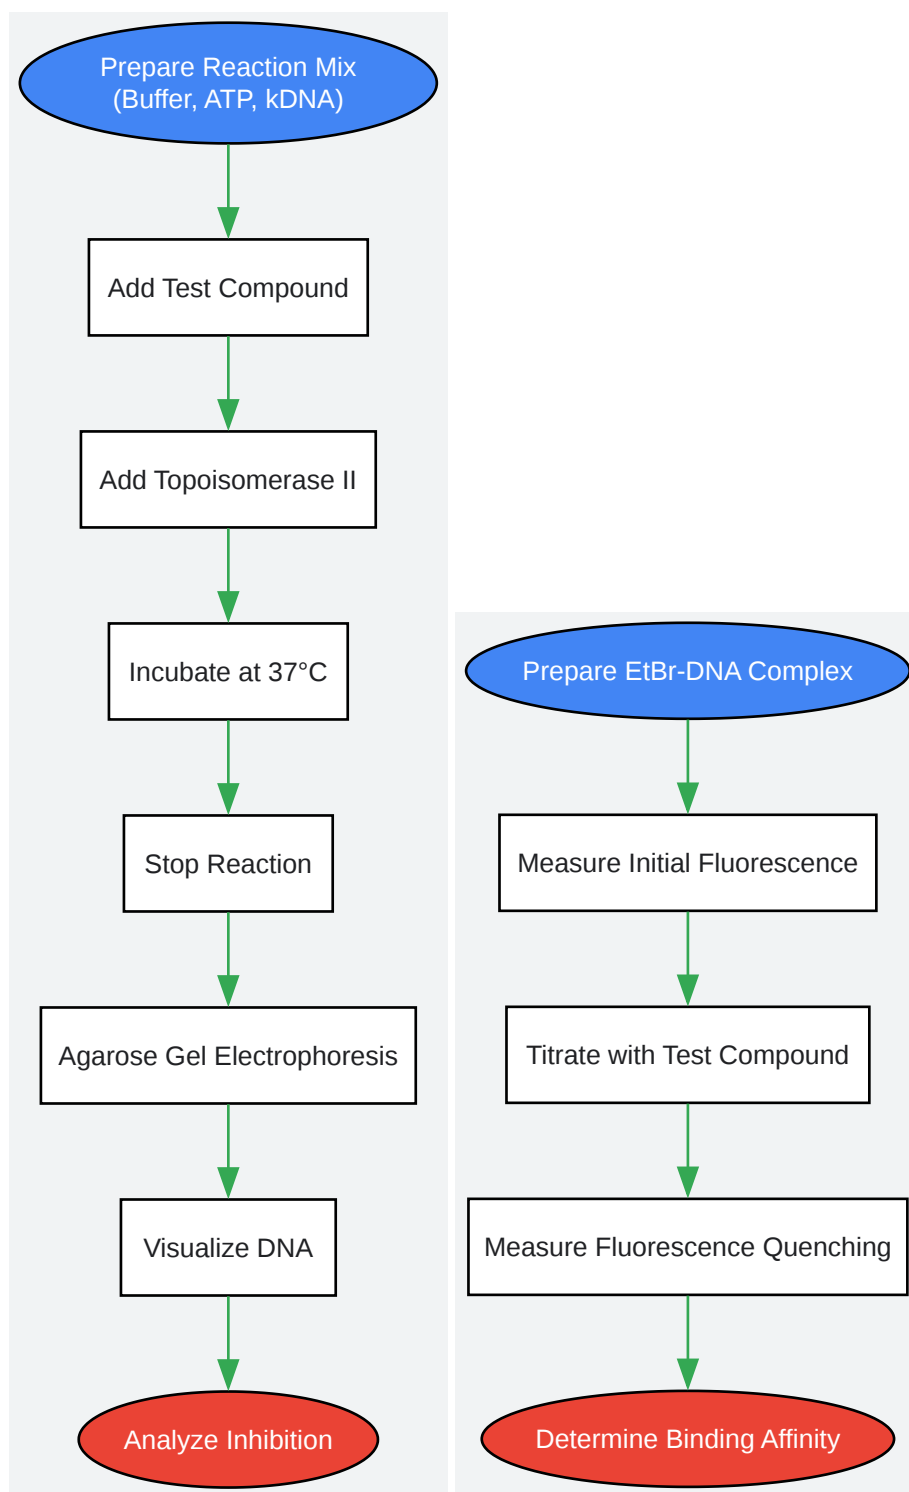 Prepare Reaction Mix
(Buffer, ATP, kDNA)
Add Test Compound
Add Topoisomerase II
Incubate at 37°C
Stop Reaction
Agarose Gel Electrophoresis
Visualize DNA
Analyze Inhibition
Prepare EtBr-DNA Complex
Measure Initial Fluorescence
Titrate with Test Compound
Measure Fluorescence Quenching
Determine Binding Affinity